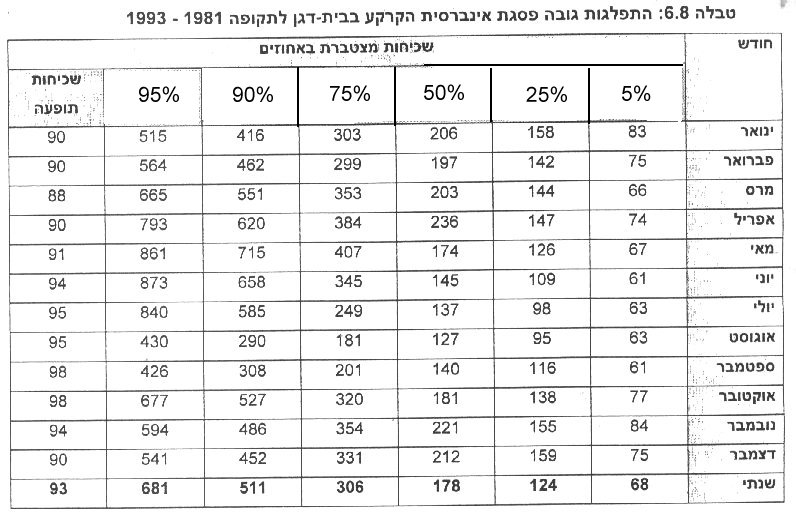 טבלה 6.8: התפלגות גובה פסגת אינברסית הקרקע בבית-דגן לתקופה 1981 - 1993
חודש שכיחות מצטברת באחוזים
5% 25% 50% 75% 90% 95% שכיחות תופעה
ינואר 83 158 206 303 416 515 90
פברואר 75 142 197 299 462 564 90
מרס 66 144 203 353 551 665 88
אפריל 74 147 236 384 620 793 90
מאי 67 126 174 407 715 861 91
יוני 61 109 145 345 658 873 94
יולי 63 98 137 249 585 840 95
אוגוסט 63 95 127 181 290 430 95
ספטמבר 61 116 140 201 308 426 98
אוקטובר 77 138 181 320 527 677 98
נובמבר 84 155 221 354 486 594 94
דצמבר 75 159 212 331 452 541 90
שנתי 68 124 178 306 511 681 93